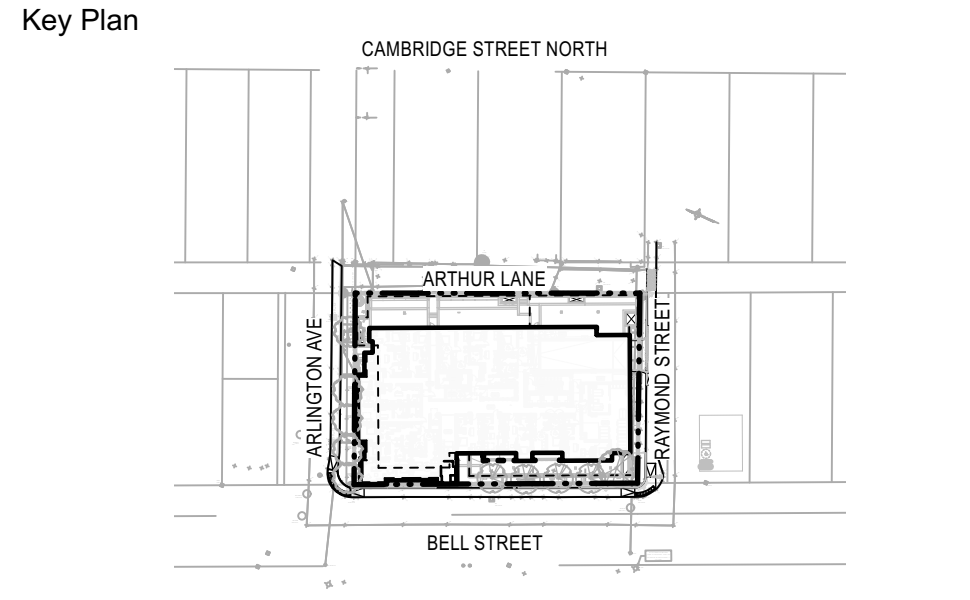 Key Plan
CAMBRIDGE STREET NORTH
ARTHUR LANE
ARLINGTON AVE
RAYMOND STREET
BELL STREET